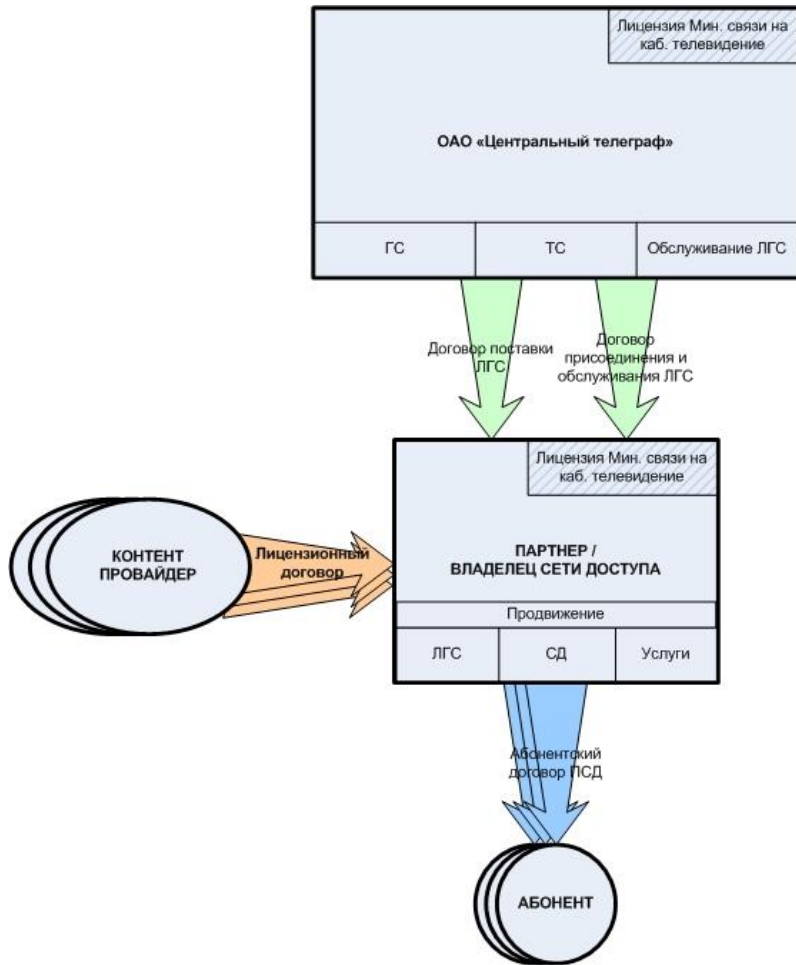 Лицензия Мин. связи на
каб. телевидение
ОАО «Центральный телеграф»
ГС
ТС
Обслуживание ЛГС
Договор поставки
ЛГС
Договор
присоединения и
обслуживания ЛГС
Лицензия Мин. связи на
каб. телевидение
КОНТЕНТ
ПРОВАЙДЕР
Лицензионный
договор
ПАРТНЕР /
ВЛАДЕЛЕЦ СЕТИ ДОСТУПА
Продвижение
ЛГС
СД
Услуги
Абонентский
договор ПСД
АБОНЕНТ